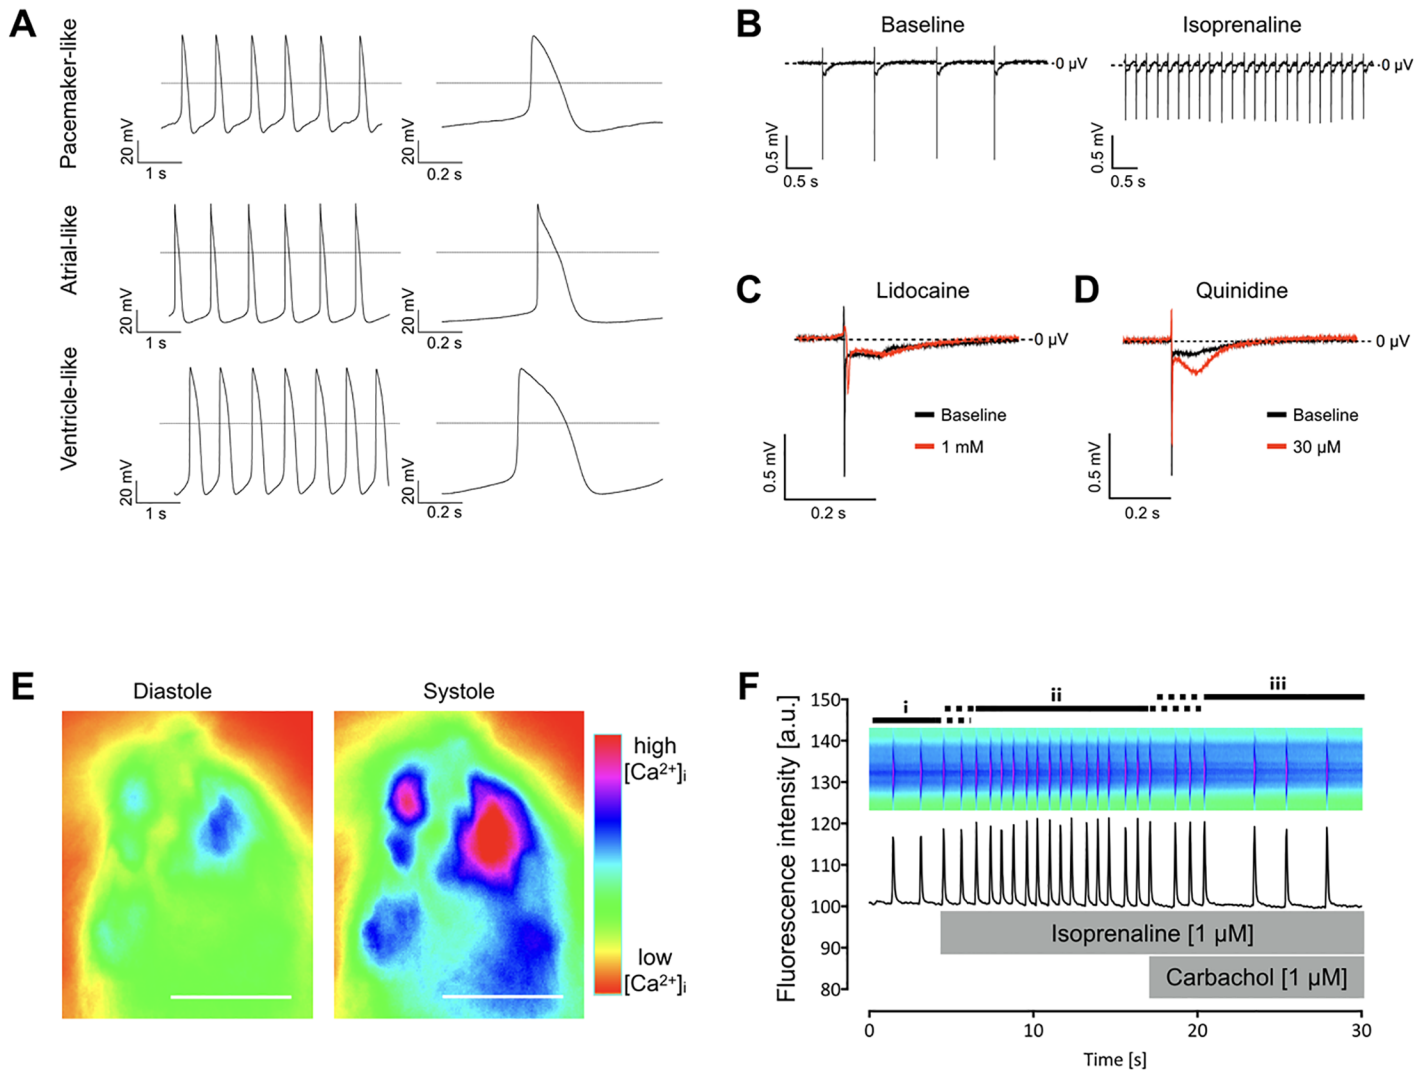 A
Pacemaker-like
20 mV
1 s
20 mV
0.2 s
Atrial-like
20 mV
1 s
20 mV
0.2 s
Ventricle-like
20 mV
1 s
20 mV
0.2 s
B
Baseline
Isoprenaline
0 µV
0 µV
0.5 mV
0.5 s
0.5 mV
0.5 s
C
Lidocaine
0 µV
Baseline
1 mM
0.5 mV
0.2 s
D
Quinidine
0 µV
Baseline
30 µM
0.5 mV
0.2 s
E
Diastole
Systole
high
[Ca²⁺]ᵢ
low
[Ca²⁺]ᵢ
F
Fluorescence intensity [a.u.]
150
140
130
120
110
100
90
80
i
ii
iii
Isoprenaline [1 µM]
Carbachol [1 µM]
0
10
20
30
Time [s]